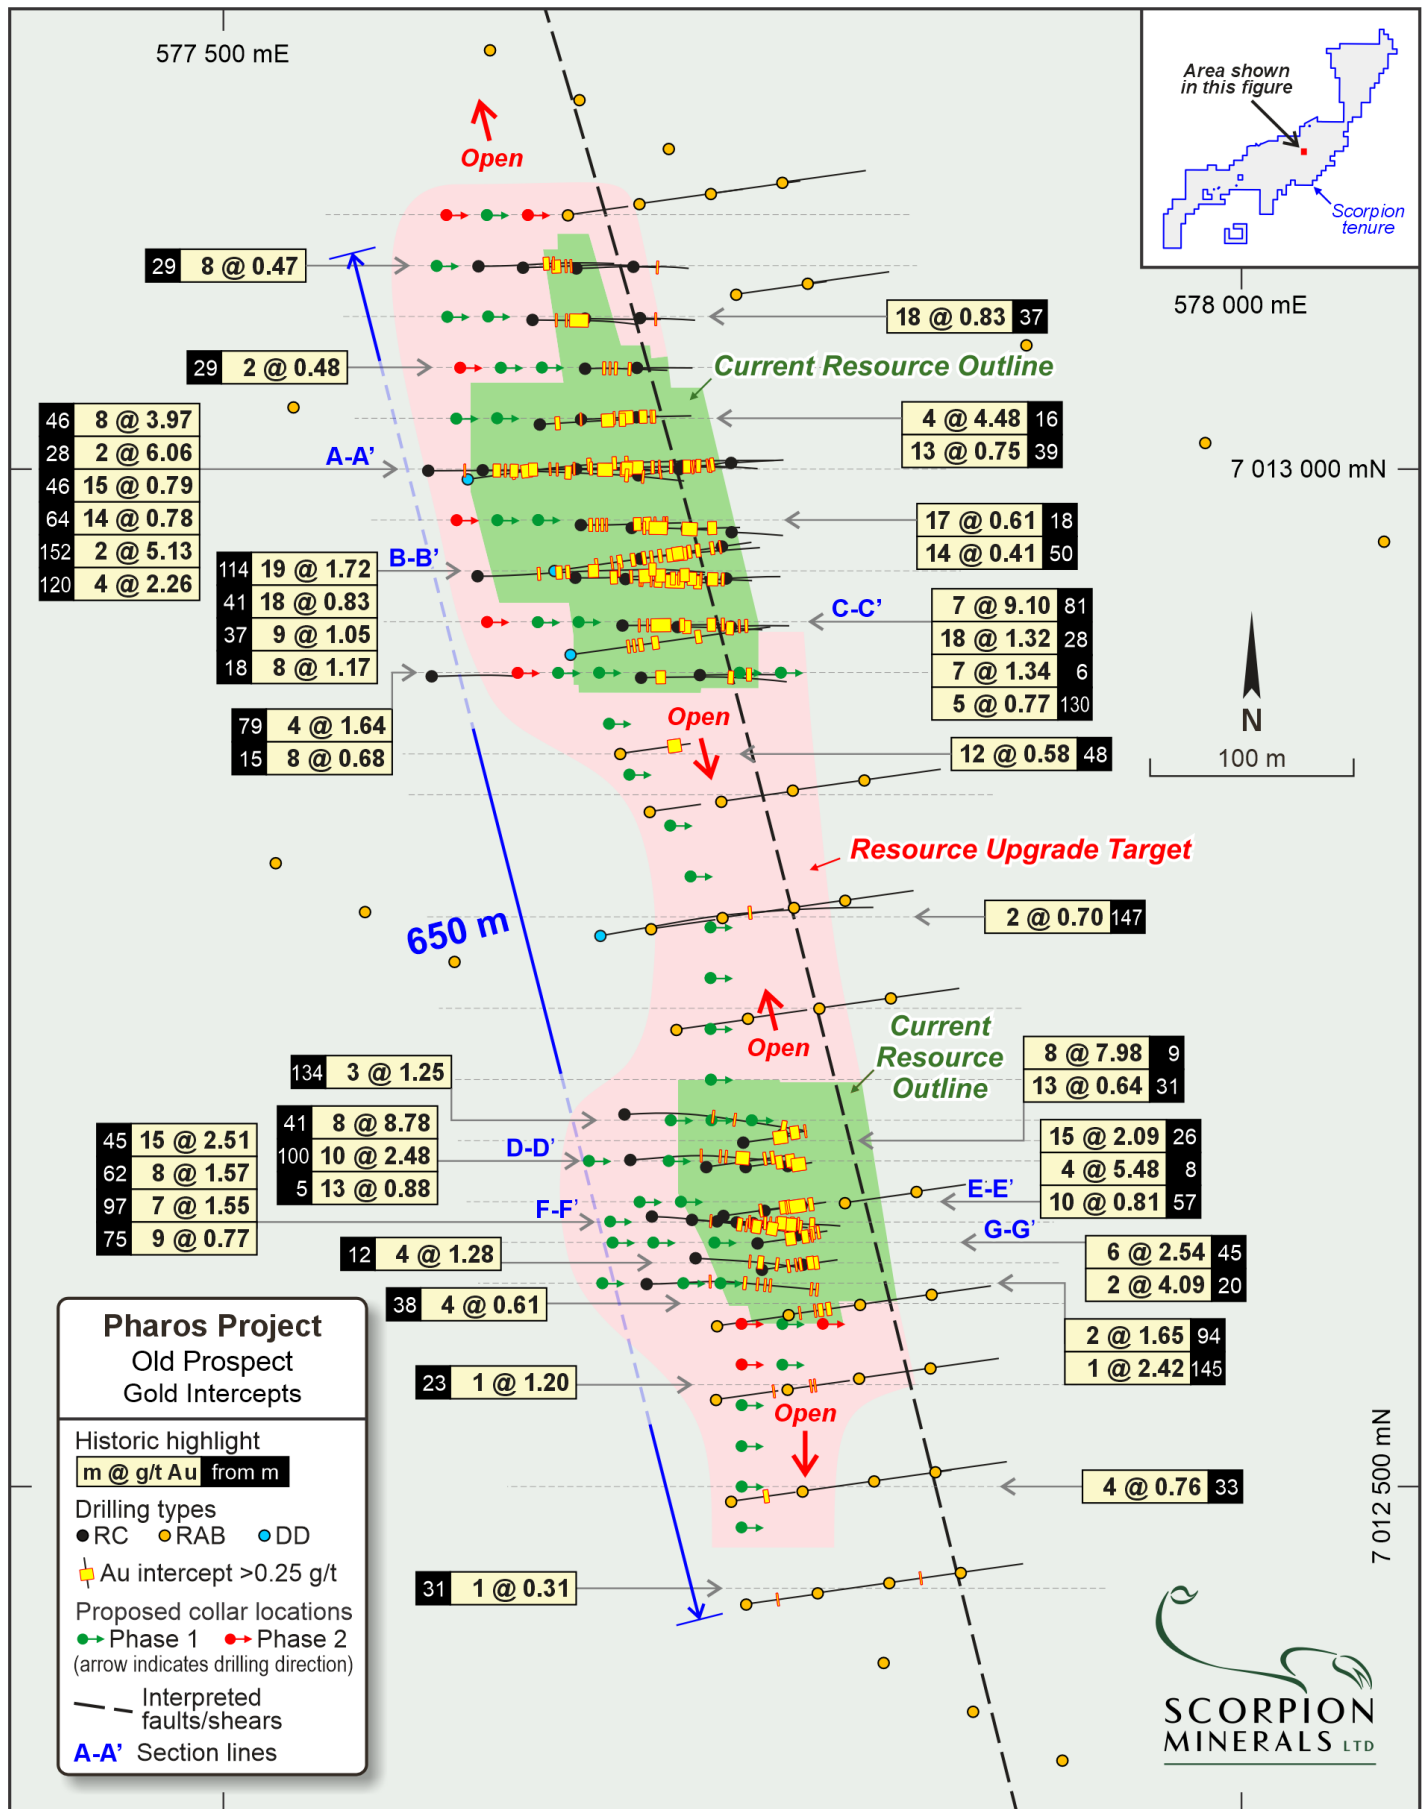 577 500 mE
Area shown
in this figure
Scorpion
tenure
578 000 mE
Open
29 8 @ 0.47
18 @ 0.83 37
29 2 @ 0.48
Current Resource Outline
46 8 @ 3.97
28 2 @ 6.06
46 15 @ 0.79
64 14 @ 0.78
152 2 @ 5.13
120 4 @ 2.26
A-A’
4 @ 4.48 16
13 @ 0.75 39
7 013 000 mN
17 @ 0.61 18
14 @ 0.41 50
B-B’
114 19 @ 1.72
41 18 @ 0.83
37 9 @ 1.05
18 8 @ 1.17
C-C’
7 @ 9.10 81
18 @ 1.32 28
7 @ 1.34 6
5 @ 0.77 130
79 4 @ 1.64
15 8 @ 0.68
Open
12 @ 0.58 48
N
100 m
Resource Upgrade Target
650 m
2 @ 0.70 147
Open
Current
Resource
Outline
134 3 @ 1.25
8 @ 7.98 9
13 @ 0.64 31
41 8 @ 8.78
100 10 @ 2.48
5 13 @ 0.88
D-D’
45 15 @ 2.51
62 8 @ 1.57
97 7 @ 1.55
75 9 @ 0.77
F-F’
15 @ 2.09 26
4 @ 5.48 8
10 @ 0.81 57
E-E’
G-G’
12 4 @ 1.28
6 @ 2.54 45
2 @ 4.09 20
38 4 @ 0.61
2 @ 1.65 94
1 @ 2.42 145
23 1 @ 1.20
Open
4 @ 0.76 33
7 012 500 mN
31 1 @ 0.31
Pharos Project
Old Prospect
Gold Intercepts
Historic highlight
m @ g/t Au from m
Drilling types
RC RAB DD
Au intercept >0.25 g/t
Proposed collar locations
Phase 1 Phase 2
(arrow indicates drilling direction)
Interpreted
faults/shears
A-A’ Section lines
SCORPION
MINERALS LTD